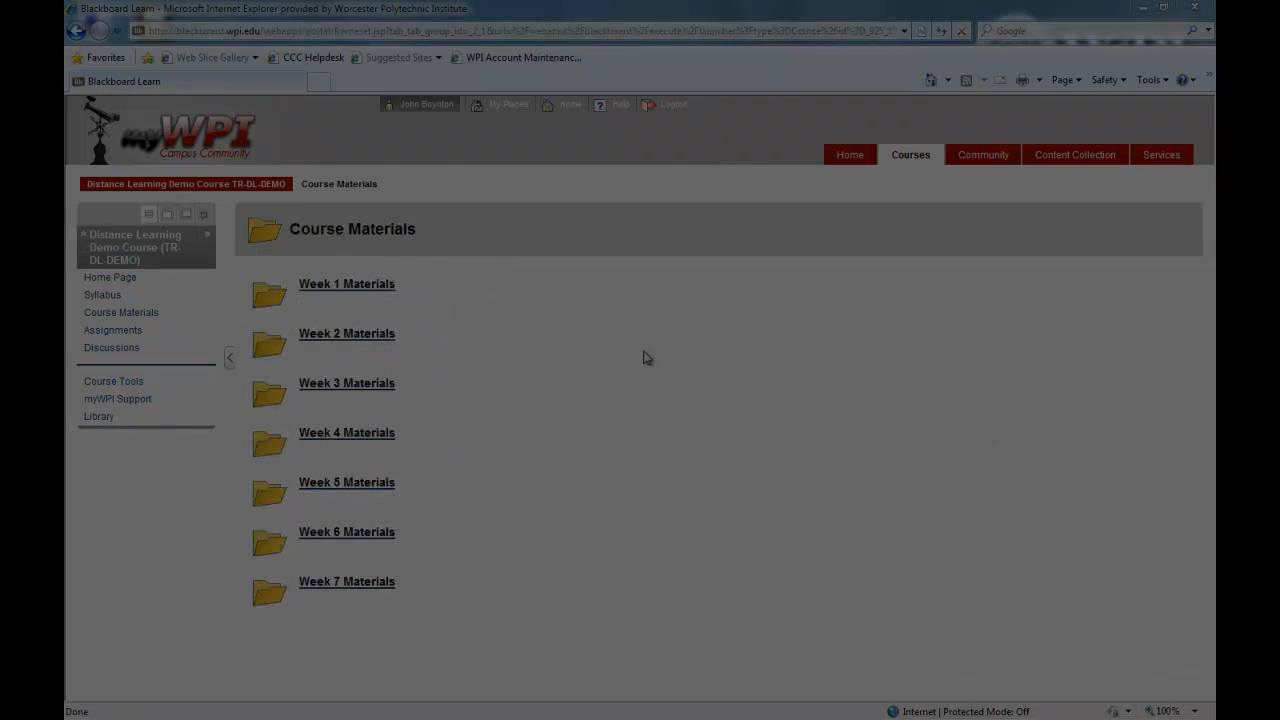 Blackboard Learn - Microsoft Internet Explorer provided by Worcester Polytechnic Institute
Google
Favorites Web Slice Gallery CCC Helpdesk Suggested Sites WPI Account Maintenanc...
Blackboard Learn
Page Safety Tools
John Boynton My Places Home Help Logout
myWPI
Campus Community
Home Courses Community Content Collection Services
Distance Learning Demo Course TR-DL-DEMO Course Materials
Distance Learning
Demo Course (TR-
DL-DEMO)
Home Page
Syllabus
Course Materials
Assignments
Discussions
Course Tools
myWPI Support
Library
Course Materials
Week 1 Materials
Week 2 Materials
Week 3 Materials
Week 4 Materials
Week 5 Materials
Week 6 Materials
Week 7 Materials
Done Internet | Protected Mode: Off 100%